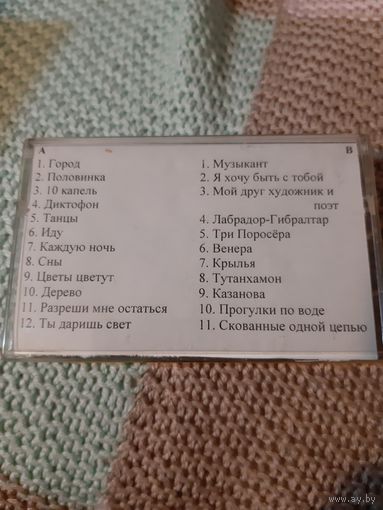 A
1. Город
2. Половинка
3. 10 капель
4. Диктофон
5. Танцы
6. Иду
7. Каждую ночь
8. Сны
9. Цветы цветут
10. Дерево
11. Разреши мне остаться
12. Ты даришь свет
B
1. Музыкант
2. Я хочу быть с тобой
3. Мой друг художник и
поэт
4. Лабрадор-Гибралтар
5. Три Поросёра
6. Венера
7. Крылья
8. Тутанхамон
9. Казанова
10. Прогулки по воде
11. Скованные одной цепью
www.ay.by